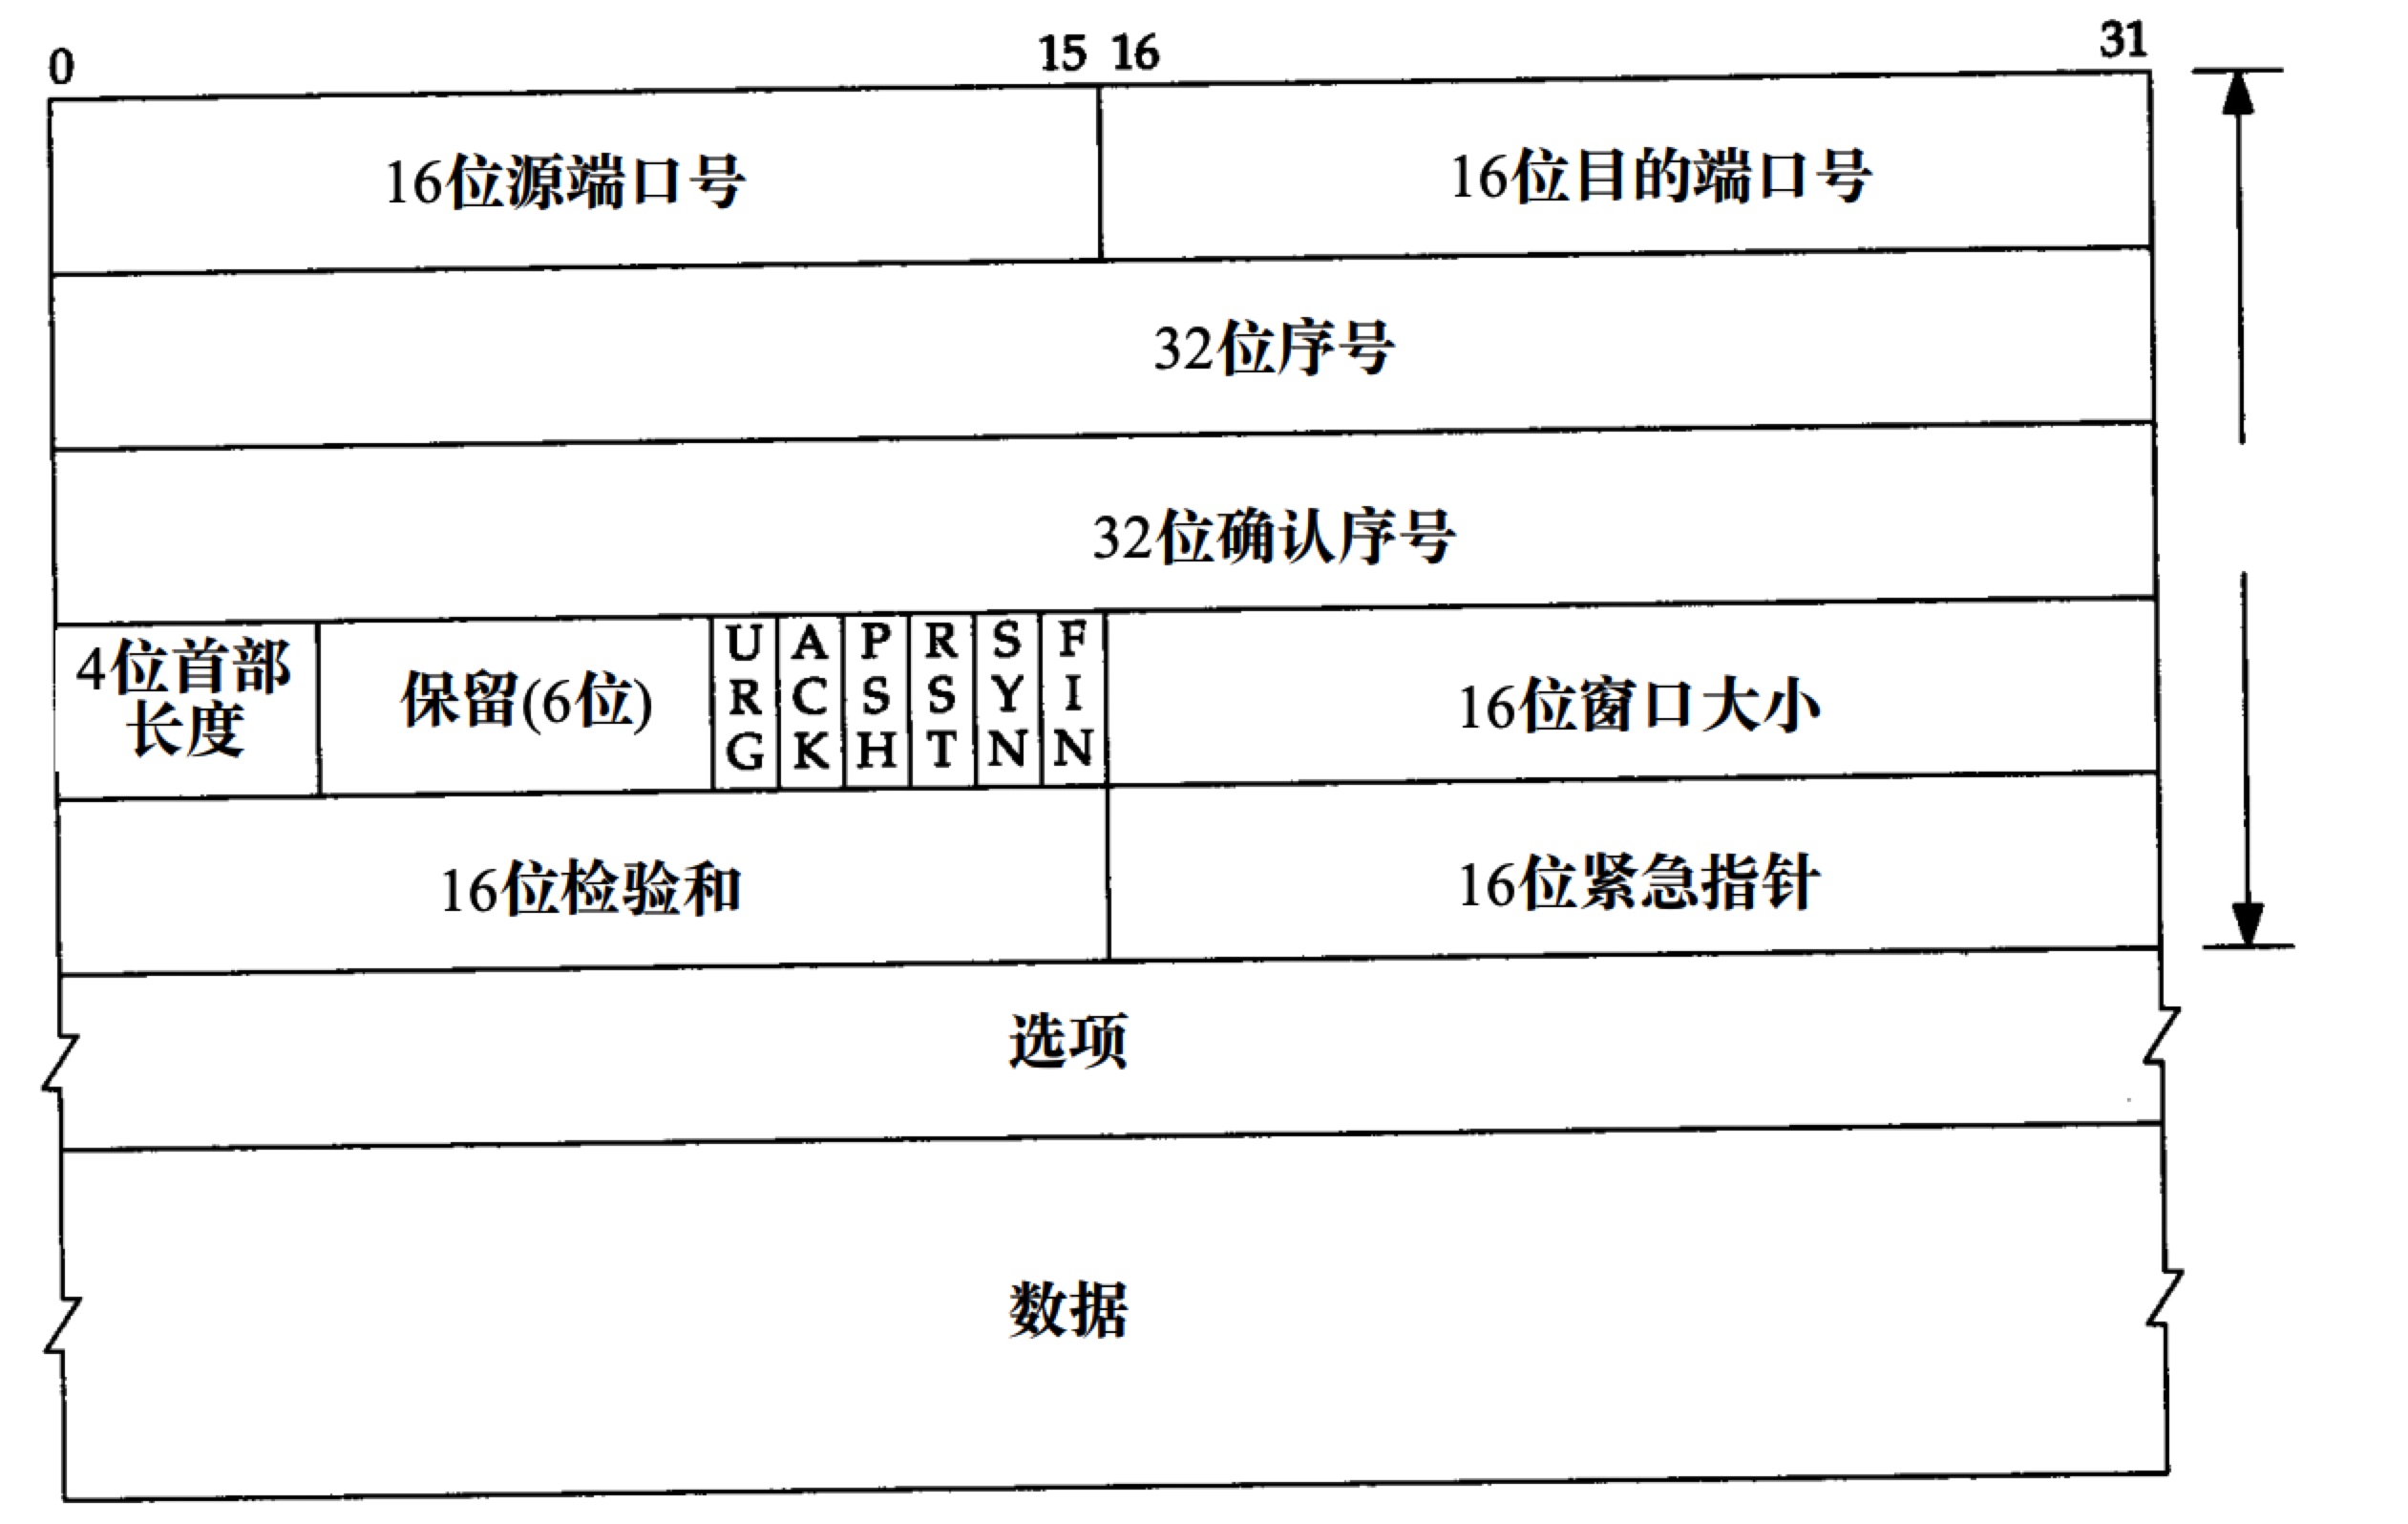 0 15 16 31
16位源端口号 16位目的端口号
32位序号
32位确认序号
4位首部
长度
保留(6位)
URG
ACK
PSH
RST
SYN
FIN
16位窗口大小
16位检验和 16位紧急指针
选项
数据